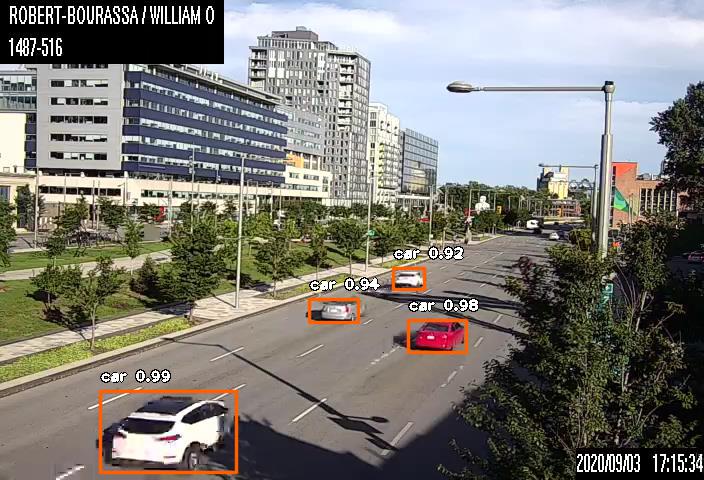 ROBERT-BOURASSA / WILLIAM O
1487-516
car 0.92
car 0.94
car 0.98
car 0.99
2020/09/03 17:15:34